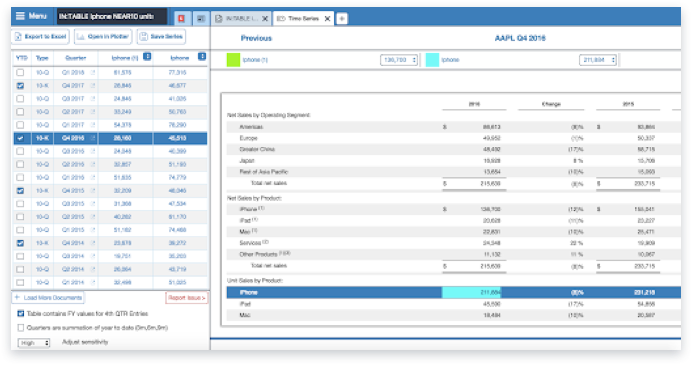 Menu
IN:TABLE Iphone NEAR10 units
IN:TABLE L... X
Time Series X
+
Export to Excel
Open in Plotter
Save Series
Previous
AAPL Q4 2016
YTD Type Quarter Iphone (1) Iphone
Iphone (1) 136,700
Iphone 211,884
10-Q Q1 2018 61,576 77,316
10-K Q4 2017 28,846 46,677
10-Q Q3 2017 24,846 41,026
10-Q Q2 2017 33,249 50,763
10-Q Q1 2017 54,378 78,290
10-K Q4 2016 28,160 45,513
10-Q Q3 2016 24,048 40,399
10-Q Q2 2016 32,857 51,193
10-Q Q1 2016 51,635 74,779
10-K Q4 2015 32,209 48,046
10-Q Q3 2015 31,368 47,534
10-Q Q2 2015 40,282 61,170
10-Q Q1 2015 51,182 74,468
10-K Q4 2014 23,678 39,272
10-Q Q3 2014 19,751 35,203
10-Q Q2 2014 26,064 43,719
10-Q Q1 2014 32,498 51,025
+ Load More Documents
Report Issue >
Table contains FY values for 4th QTR Entries
Quarters are summation of year to date (3m,6m,9m)
High Adjust sensitivity
2016 Change 2015
Net Sales by Operating Segment:
Americas $ 86,613 (8)% $ 93,864
Europe 49,952 (1)% 50,337
Greater China 48,492 (17)% 58,715
Japan 16,928 8 % 15,706
Rest of Asia Pacific 13,654 (10)% 15,093
Total net sales $ 215,639 (8)% $ 233,715
Net Sales by Product:
iPhone (1) $ 136,700 (12)% $ 155,041
iPad (1) 20,628 (11)% 23,227
Mac (1) 22,831 (10)% 25,471
Services (2) 24,348 22 % 19,909
Other Products (1)(3) 11,132 11 % 10,067
Total net sales $ 215,639 (8)% $ 233,715
Unit Sales by Product:
iPhone 211,884 (8)% 231,218
iPad 45,590 (17)% 54,856
Mac 18,484 (10)% 20,587